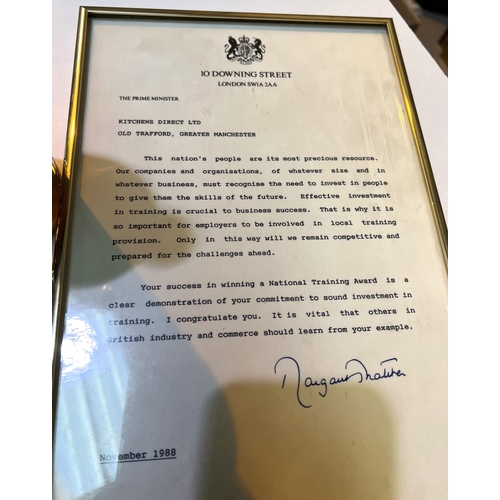 10 DOWNING STREET
LONDON SW1A 2AA
THE PRIME MINISTER
KITCHENS DIRECT LTD
OLD TRAFFORD, GREATER MANCHESTER
This nation's people are its most precious resource.
Our companies and organisations, of whatever size and in
whatever business, must recognise the need to invest in people
to give them the skills of the future. Effective investment
in training is crucial to business success. That is why it is
so important for employers to be involved in local training
provision. Only in this way will we remain competitive and
prepared for the challenges ahead.
Your success in winning a National Training Award is a
clear demonstration of your commitment to sound investment in
training. I congratulate you. It is vital that others in
British industry and commerce should learn from your example.
Margaret Thatcher
November 1988